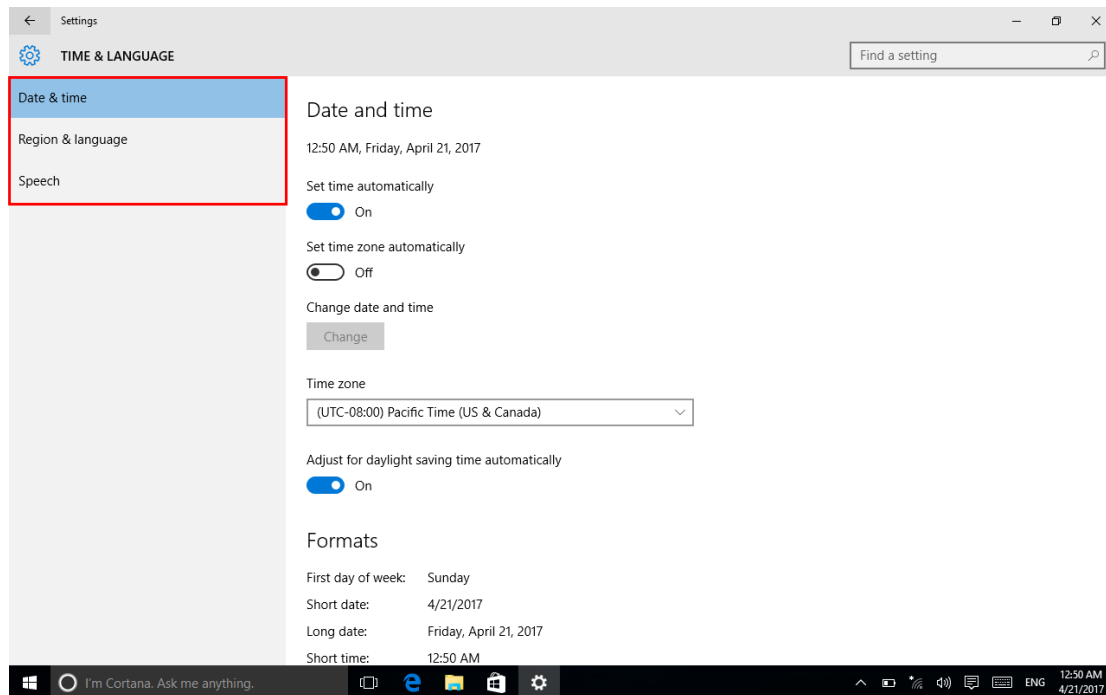 Settings
TIME & LANGUAGE
Find a setting
Date & time
Region & language
Speech
Date and time
12:50 AM, Friday, April 21, 2017
Set time automatically
On
Set time zone automatically
Off
Change date and time
Change
Time zone
(UTC-08:00) Pacific Time (US & Canada)
Adjust for daylight saving time automatically
On
Formats
First day of week: Sunday
Short date: 4/21/2017
Long date: Friday, April 21, 2017
Short time: 12:50 AM
I'm Cortana. Ask me anything.
ENG
12:50 AM
4/21/2017